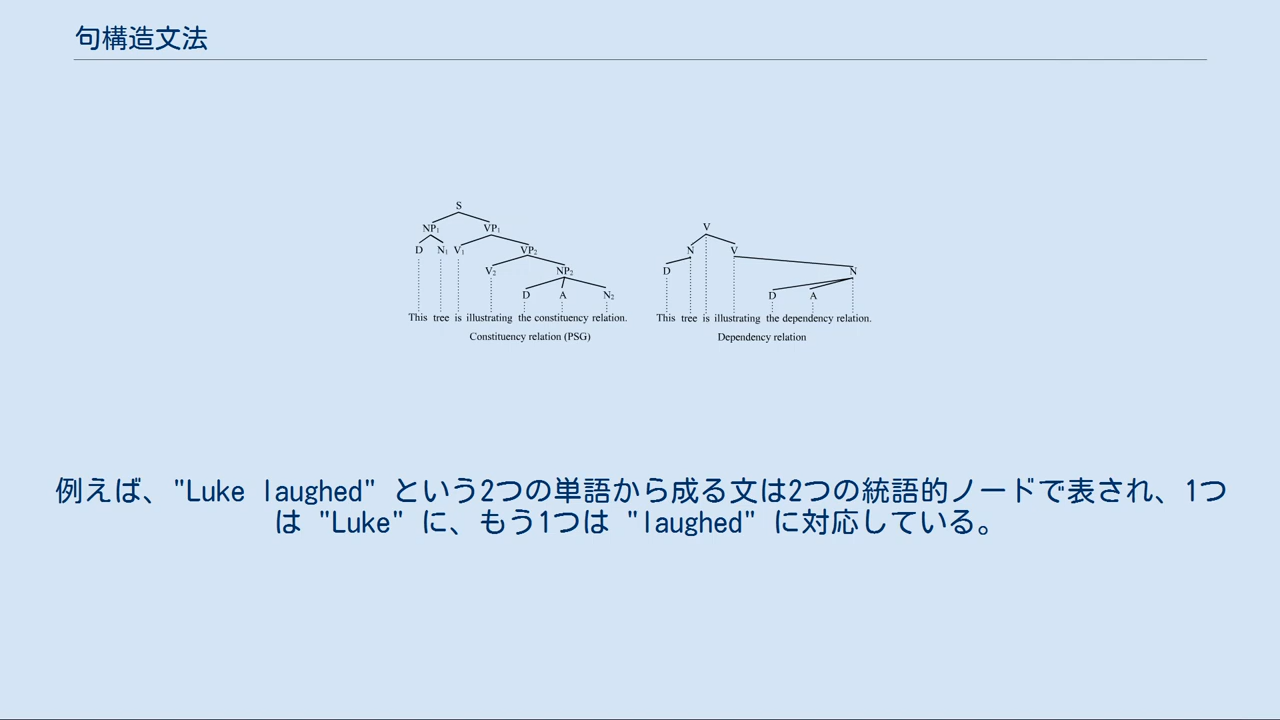 句構造文法
S
NP₁ VP₁
D N₁ V₁ VP₂
V₂ NP₂
D A N₂
This tree is illustrating the constituency relation.
Constituency relation (PSG)
V
N V
D N
D A
This tree is illustrating the dependency relation.
Dependency relation
例えば、"Luke laughed" という2つの単語から成る文は2つの統語的ノードで表され、1つ
は "Luke" に、もう1つは "laughed" に対応している。